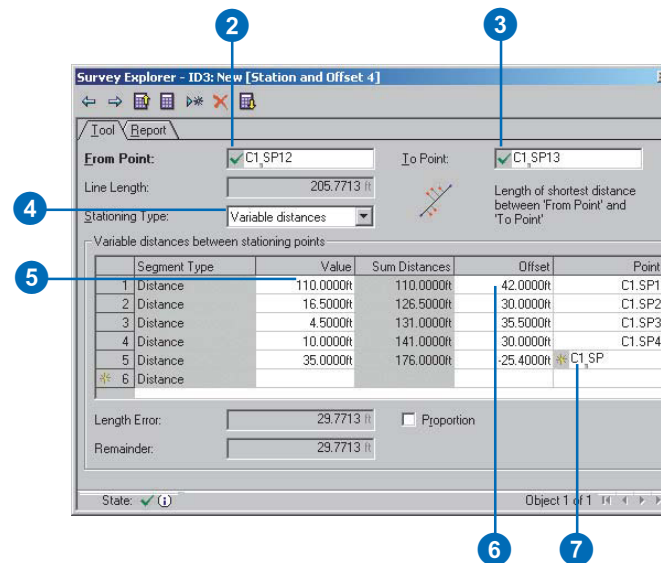 2
3
Survey Explorer - ID3: New [Station and Offset 4]
Tool
Report
From Point:
C1,SP12
To Point:
C1,SP13
Line Length:
205.7713 ft
Length of shortest distance
between 'From Point' and
'To Point'
4
Stationing Type:
Variable distances
Variable distances between stationing points
5
Segment Type Value Sum Distances Offset Point
1 Distance 110.0000ft 110.0000ft 42.0000ft C1.SP1
2 Distance 16.5000ft 126.5000ft 30.0000ft C1.SP2
3 Distance 4.5000ft 131.0000ft 35.5000ft C1.SP3
4 Distance 10.0000ft 141.0000ft 30.0000ft C1.SP4
5 Distance 35.0000ft 176.0000ft -25.4000ft C1,SP
6 Distance
Length Error: 29.7713 ft
Proportion
Remainder: 29.7713 ft
State:
Object 1 of 1
6
7